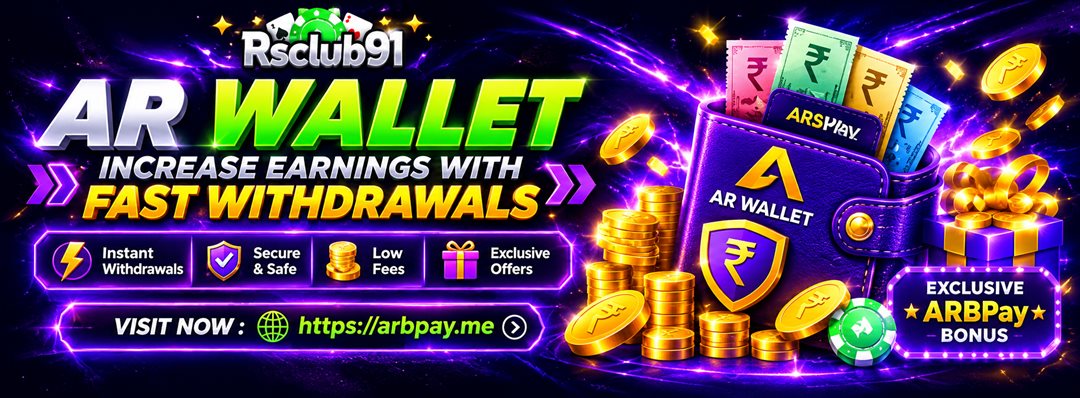 Rsclub91
AR WALLET
INCREASE EARNINGS WITH
FAST WITHDRAWALS
Instant
Withdrawals
Secure
& Safe
Low
Fees
Exclusive
Offers
VISIT NOW : https://arbpay.me
ARSPay
AR WALLET
EXCLUSIVE
ARBPay
BONUS